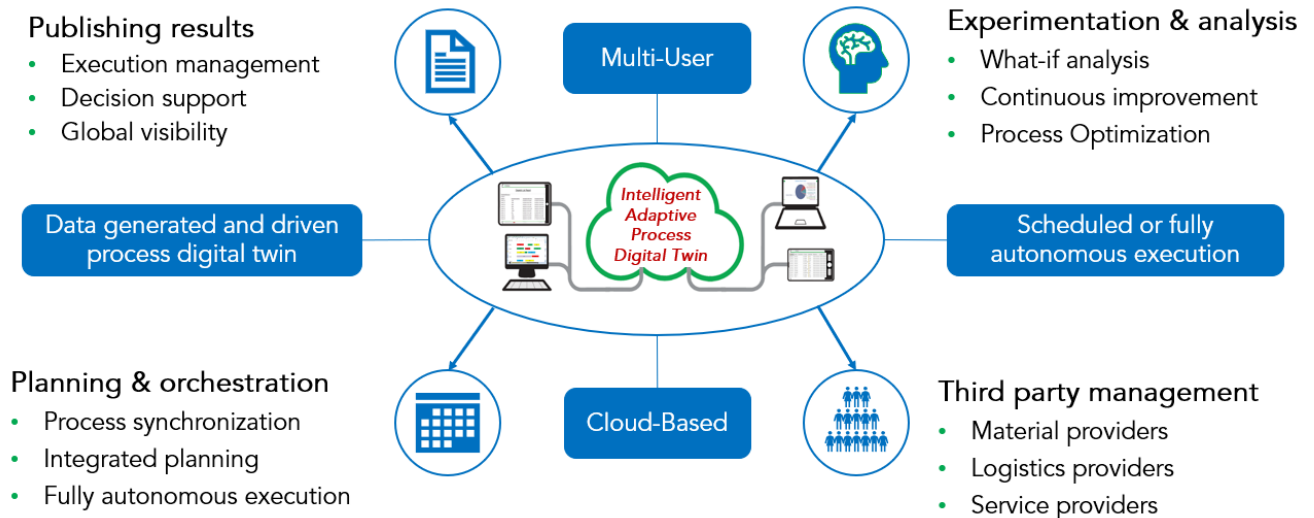 Publishing results
• Execution management
• Decision support
• Global visibility
Multi-User
Experimentation & analysis
• What-if analysis
• Continuous improvement
• Process Optimization
Data generated and driven
process digital twin
Intelligent
Adaptive
Process
Digital Twin
Scheduled or fully
autonomous execution
Planning & orchestration
• Process synchronization
• Integrated planning
• Fully autonomous execution
Cloud-Based
Third party management
• Material providers
• Logistics providers
• Service providers